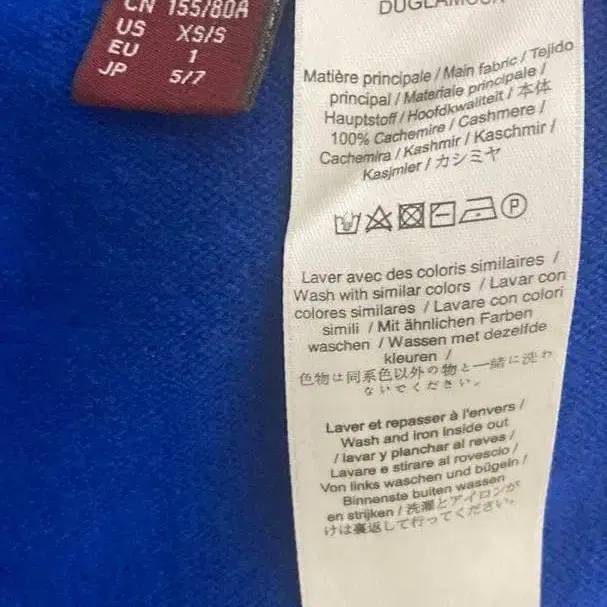 CN 155/80A
US XS/S
EU 1
JP 5/7
Matière principale / Main fabric / Tejido
principal / Materiale principale /
Hauptstoff / Hoofdkwaliteit / 本体
100% Cachemire / Cashmere /
Cachemira / Kashmir / Kaschmir /
Kasjmier / カシミヤ
P
Laver avec des coloris similaires /
Wash with similar colors / Lavar con
colores similares / Lavare con colori
simili / Mit ähnlichen Farben
waschen / Wassen met dezelfde
kleuren /
色物は同系色以外の物と一緒に洗わ
ないでください。
Laver et repasser à l'envers /
Wash and iron inside out
/ lavar y planchar al reves /
Lavare e stirare al rovescio /
Von links waschen und bügeln /
Binnenste buiten wassen
en strijken / 洗濯とアイロンが
けは裏返して行ってください。